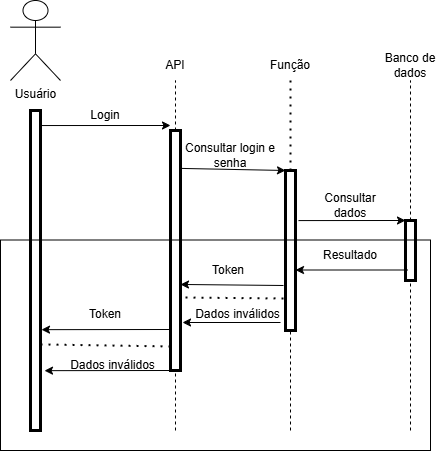 Usuário
API
Função
Banco de
dados
Login
Consultar login e
senha
Consultar
dados
Resultado
Token
Dados inválidos
Token
Dados inválidos